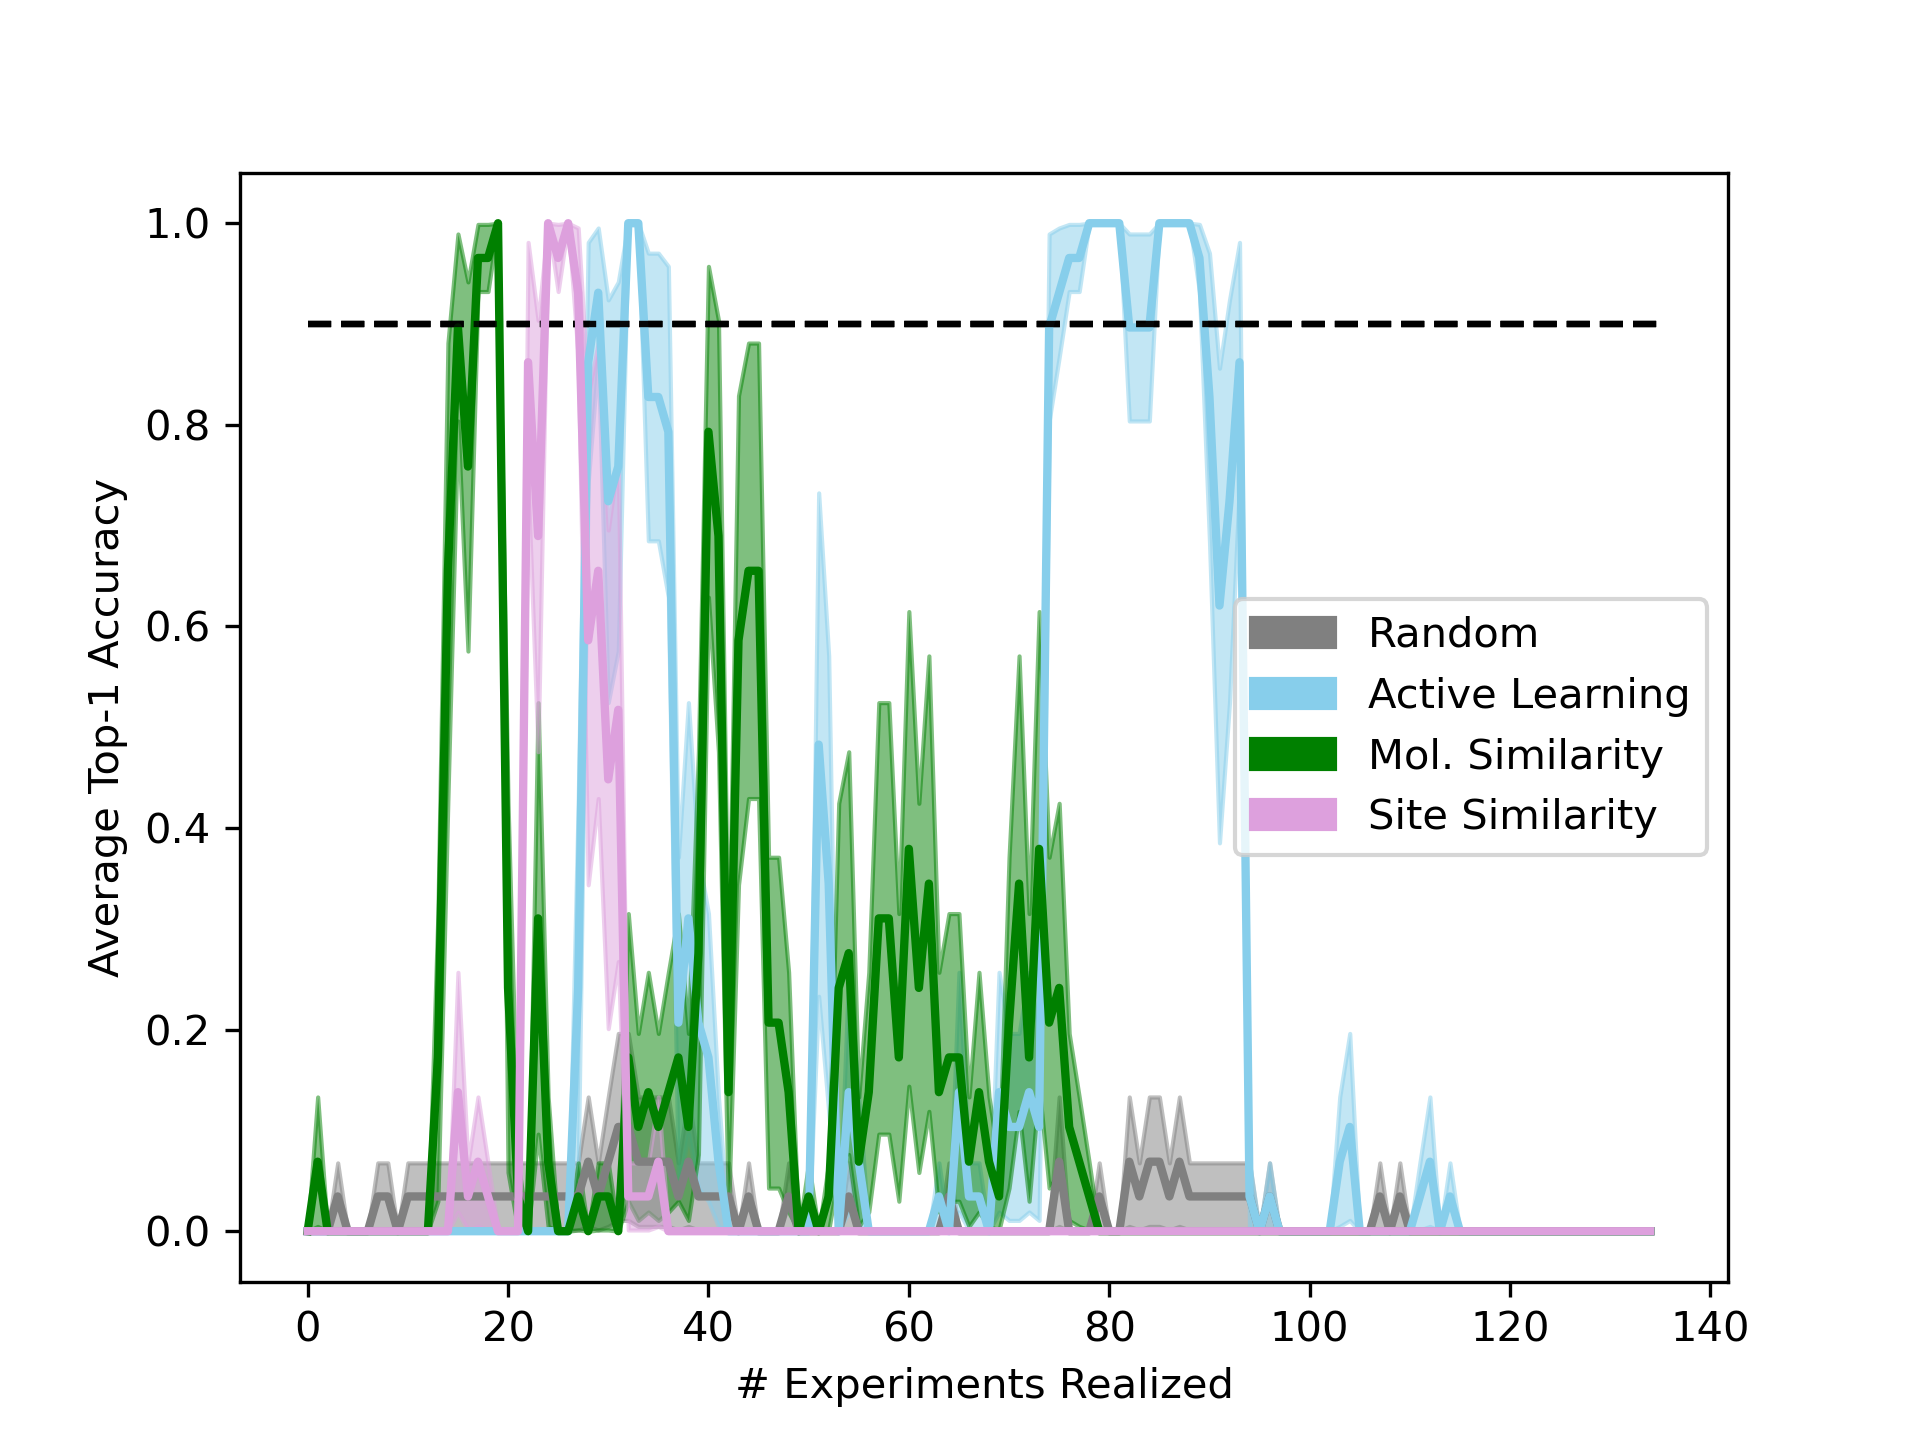 1.0
0.8
0.6
0.4
0.2
0.0
Average Top-1 Accuracy
Random
Active Learning
Mol. Similarity
Site Similarity
0 20 40 60 80 100 120 140
# Experiments Realized